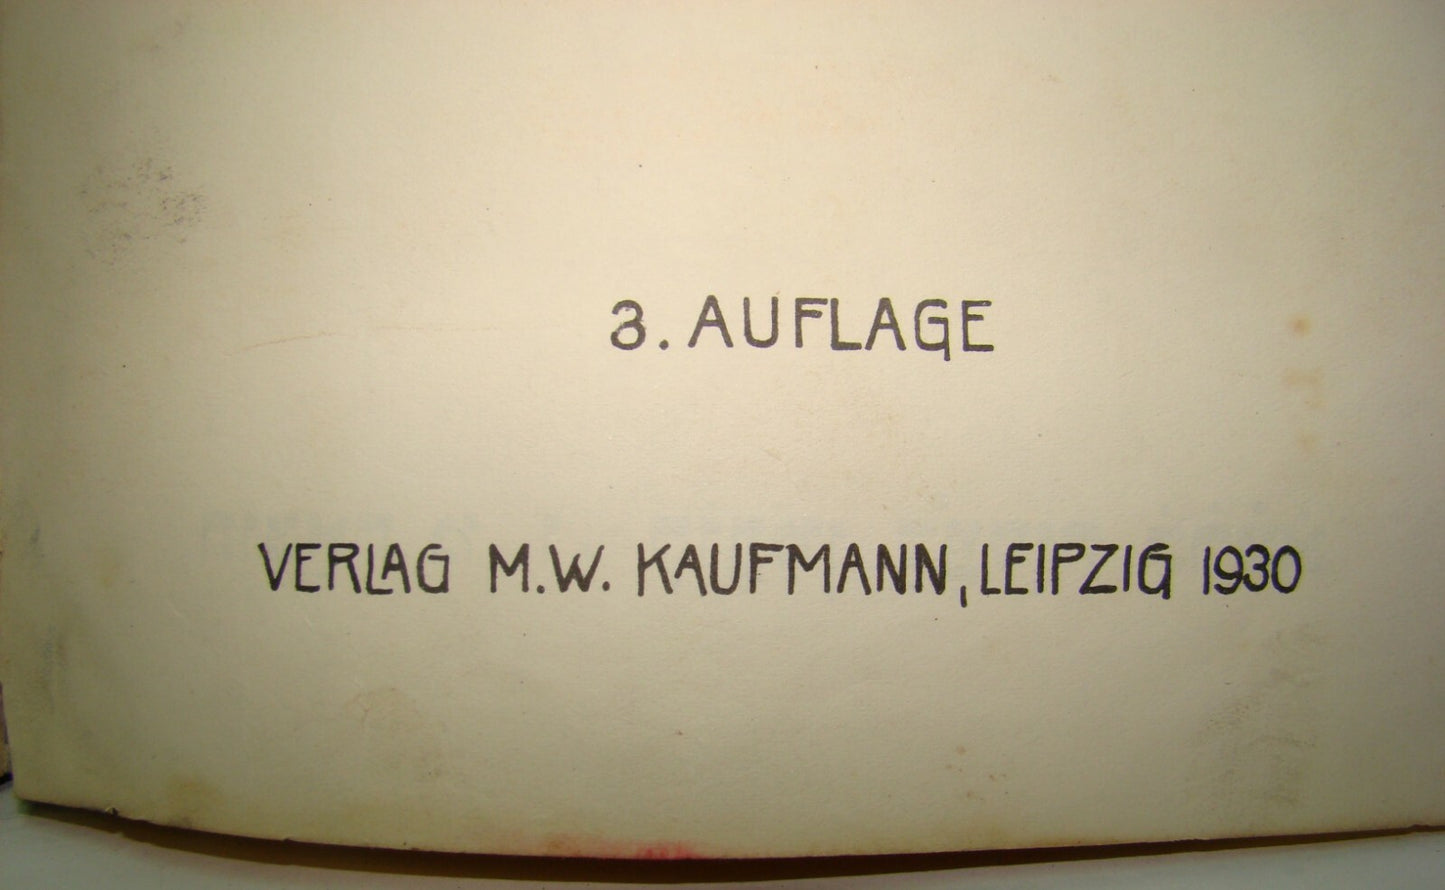 3. AUFLAGE
VERLAG M.W. KAUFMANN, LEIPZIG 1930